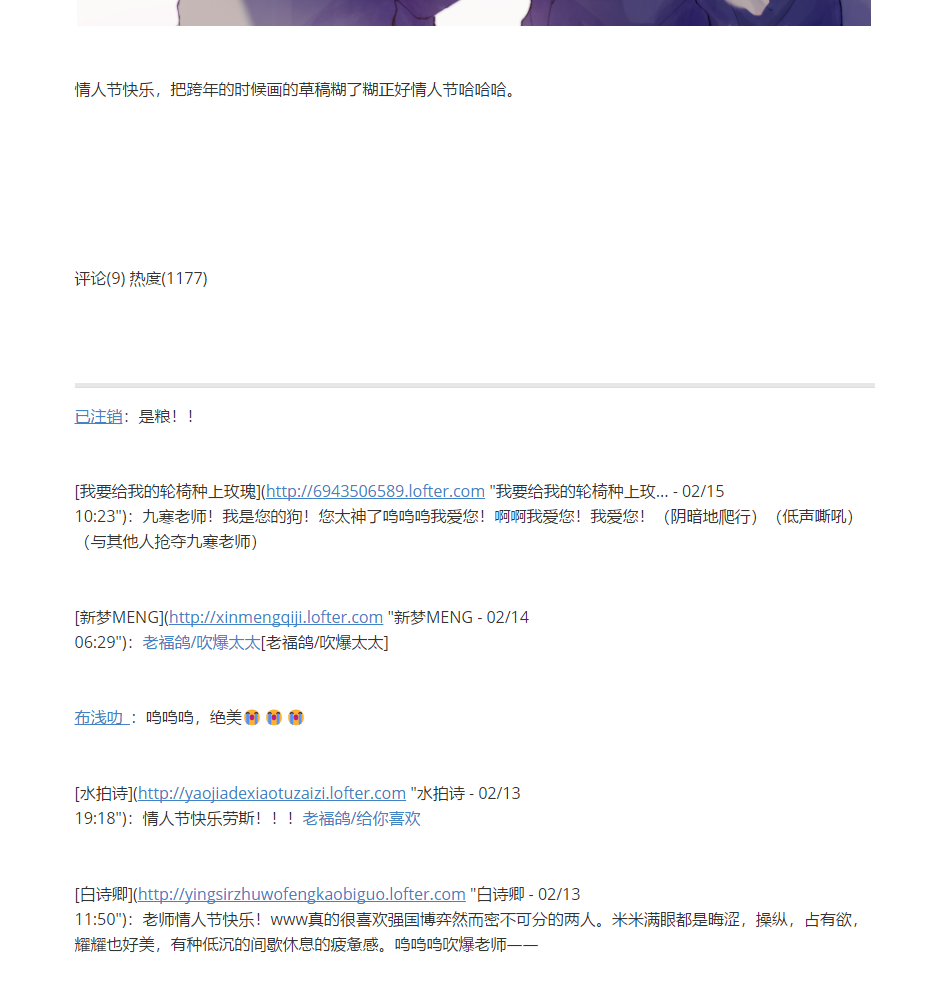 情人节快乐，把跨年的时候画的草稿糊了糊正好情人节哈哈哈。
评论(9) 热度(1177)
已注销：是粮！！
[我要给我的轮椅种上玫瑰](http://6943506589.lofter.com "我要给我的轮椅种上玫... - 02/15
10:23")：九寒老师！我是您的狗！您太神了呜呜呜我爱您！啊啊我爱您！我爱您！（阴暗地爬行）（低声嘶吼）
（与其他人抢夺九寒老师）
[新梦MENG](http://xinmengqiji.lofter.com "新梦MENG - 02/14
06:29")：老福鸽/吹爆太太[老福鸽/吹爆太太]
布浅叻_：呜呜呜，绝美😭😭😭
[水拍诗](http://yaojiadexiaotuzaizi.lofter.com "水拍诗 - 02/13
19:18")：情人节快乐劳斯！！！老福鸽/给你喜欢
[白诗卿](http://yingsirzhuwofengkaobiguo.lofter.com "白诗卿 - 02/13
11:50")：老师情人节快乐！www真的很喜欢强国博弈然而密不可分的两人。米米满眼都是晦涩，操纵，占有欲，
耀耀也好美，有种低沉的间歇休息的疲惫感。呜呜呜吹爆老师——